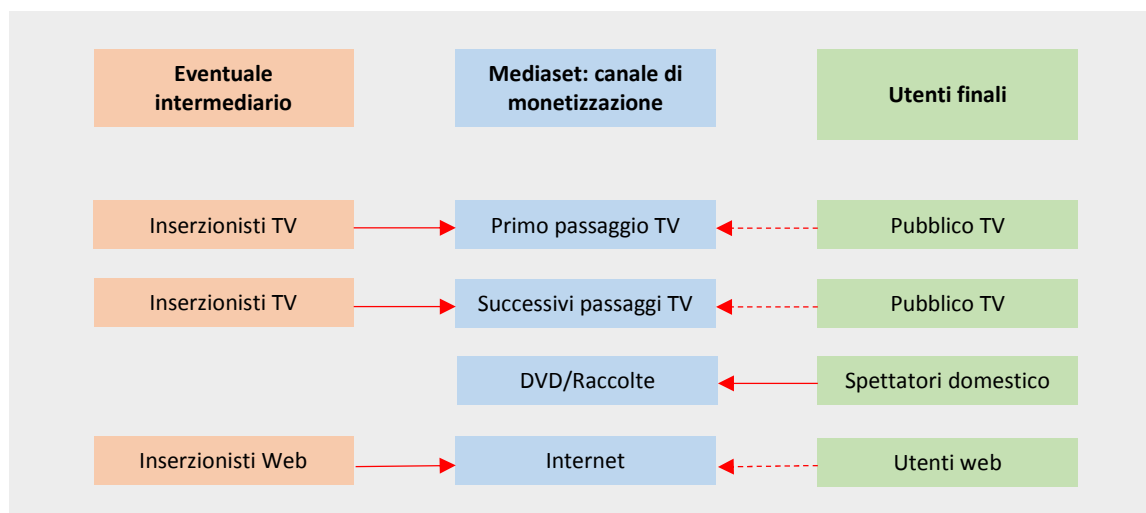 Eventuale
intermediario
Mediaset: canale di
monetizzazione
Utenti finali
Inserzionisti TV
Primo passaggio TV
Pubblico TV
Inserzionisti TV
Successivi passaggi TV
Pubblico TV
DVD/Raccolte
Spettatori domestico
Inserzionisti Web
Internet
Utenti web